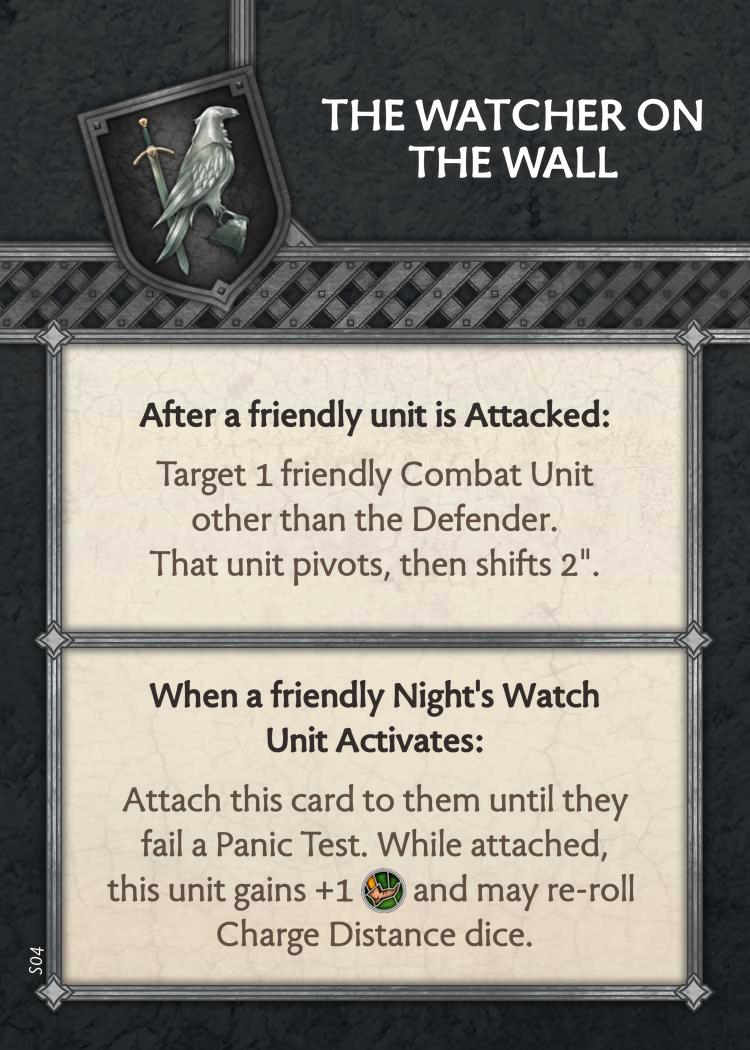 THE WATCHER ON
THE WALL
After a friendly unit is Attacked:
Target 1 friendly Combat Unit
other than the Defender.
That unit pivots, then shifts 2".
When a friendly Night's Watch
Unit Activates:
Attach this card to them until they
fail a Panic Test. While attached,
this unit gains +1 and may re-roll
Charge Distance dice.
S04